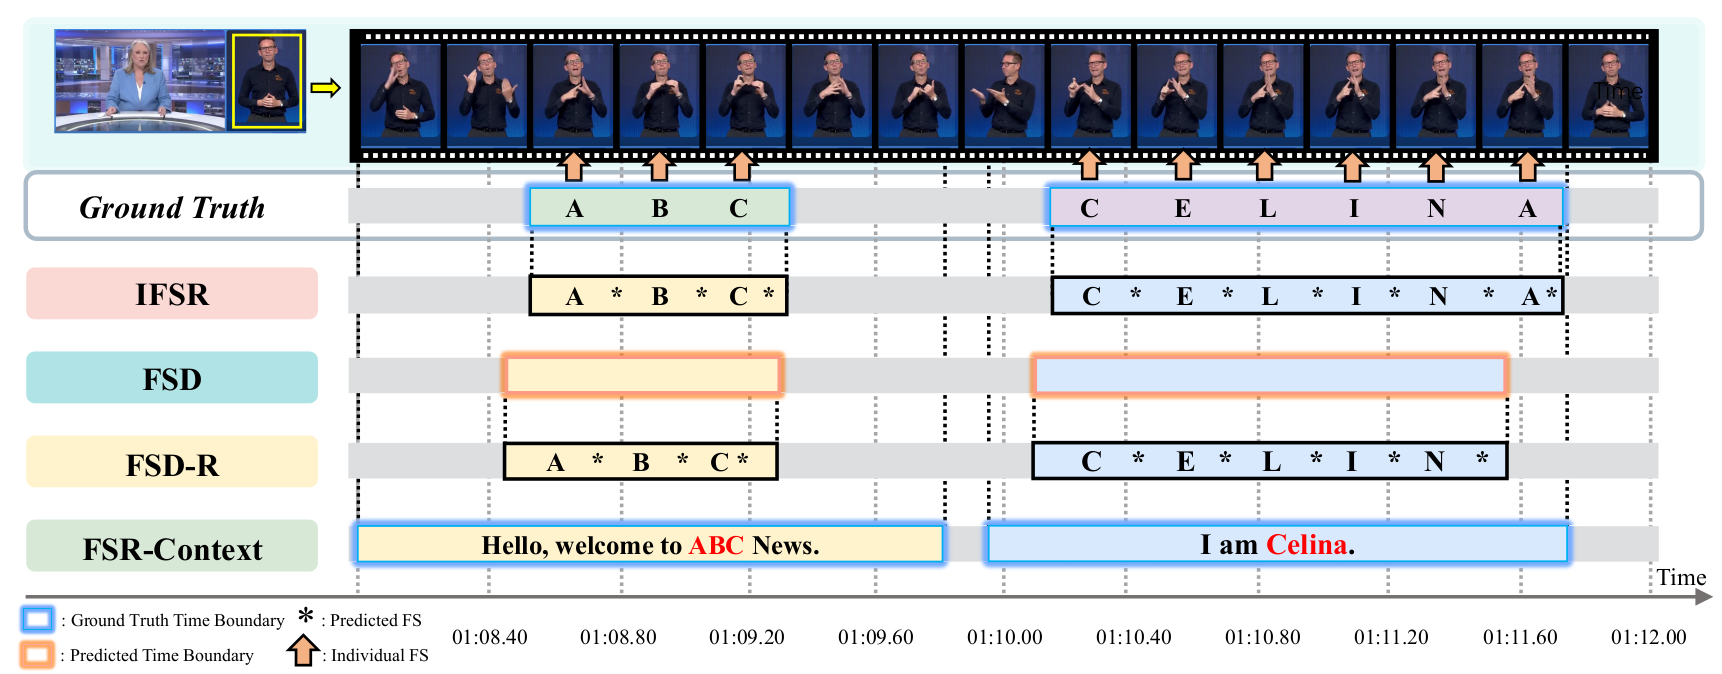 Time
Ground Truth
A B C
C E L I N A
IFSR
A * B * C *
C * E * L * I * N * A *
FSD
FSD-R
A * B * C *
C * E * L * I * N *
FSR-Context
Hello, welcome to ABC News.
I am Celina.
Time
: Ground Truth Time Boundary
* : Predicted FS
: Predicted Time Boundary
: Individual FS
01:08.40 01:08.80 01:09.20 01:09.60 01:10.00 01:10.40 01:10.80 01:11.20 01:11.60 01:12.00